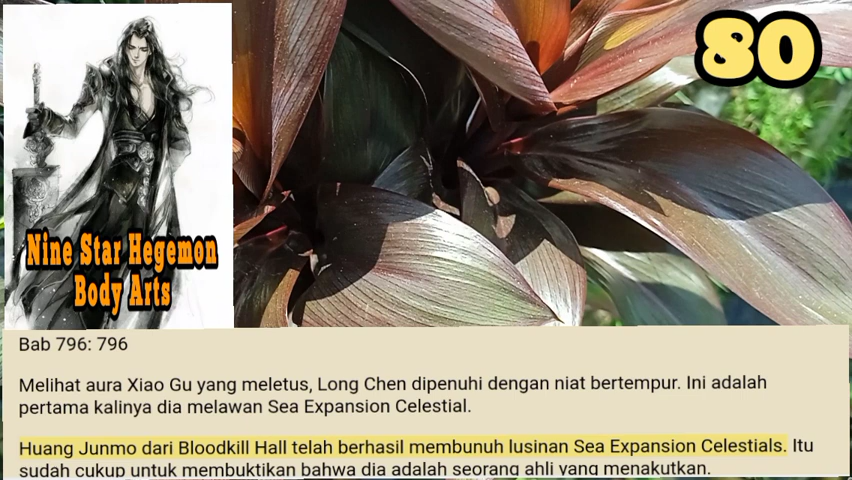 80
Nine Star Hegemon
Body Arts
Bab 796: 796
Melihat aura Xiao Gu yang meletus, Long Chen dipenuhi dengan niat bertempur. Ini adalah
pertama kalinya dia melawan Sea Expansion Celestial.
Huang Junmo dari Bloodkill Hall telah berhasil membunuh lusinan Sea Expansion Celestials. Itu
sudah cukup untuk membuktikan bahwa dia adalah seorang ahli yang menakutkan.